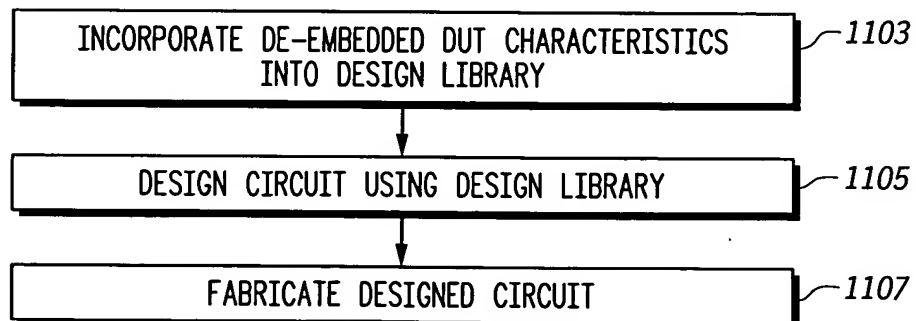 INCORPORATE DE-EMBEDDED DUT CHARACTERISTICS
INTO DESIGN LIBRARY
1103
DESIGN CIRCUIT USING DESIGN LIBRARY
1105
FABRICATE DESIGNED CIRCUIT
1107